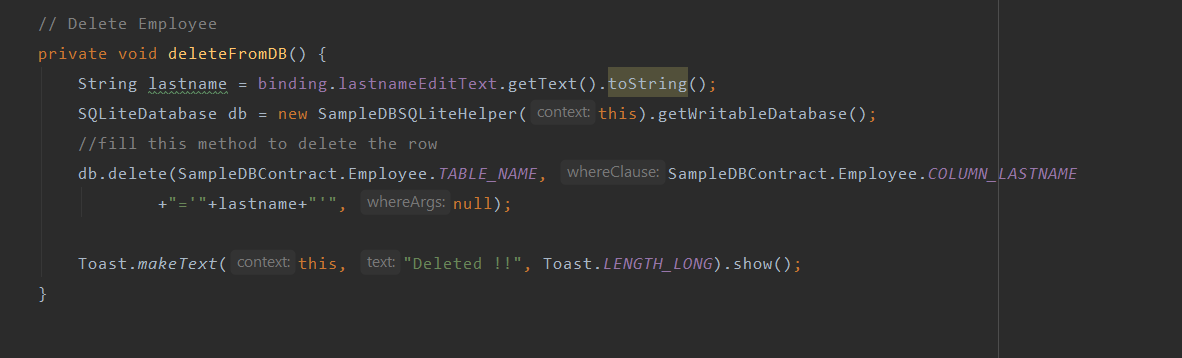 // Delete Employee
private void deleteFromDB() {
String lastname = binding.lastnameEditText.getText().toString();
SQLiteDatabase db = new SampleDBSQLiteHelper( context: this).getWritableDatabase();
//fill this method to delete the row
db.delete(SampleDBContract.Employee.TABLE_NAME, whereClause: SampleDBContract.Employee.COLUMN_LASTNAME
+"='"+lastname+"'", whereArgs: null);
Toast.makeText( context: this, text: "Deleted !!", Toast.LENGTH_LONG).show();
}